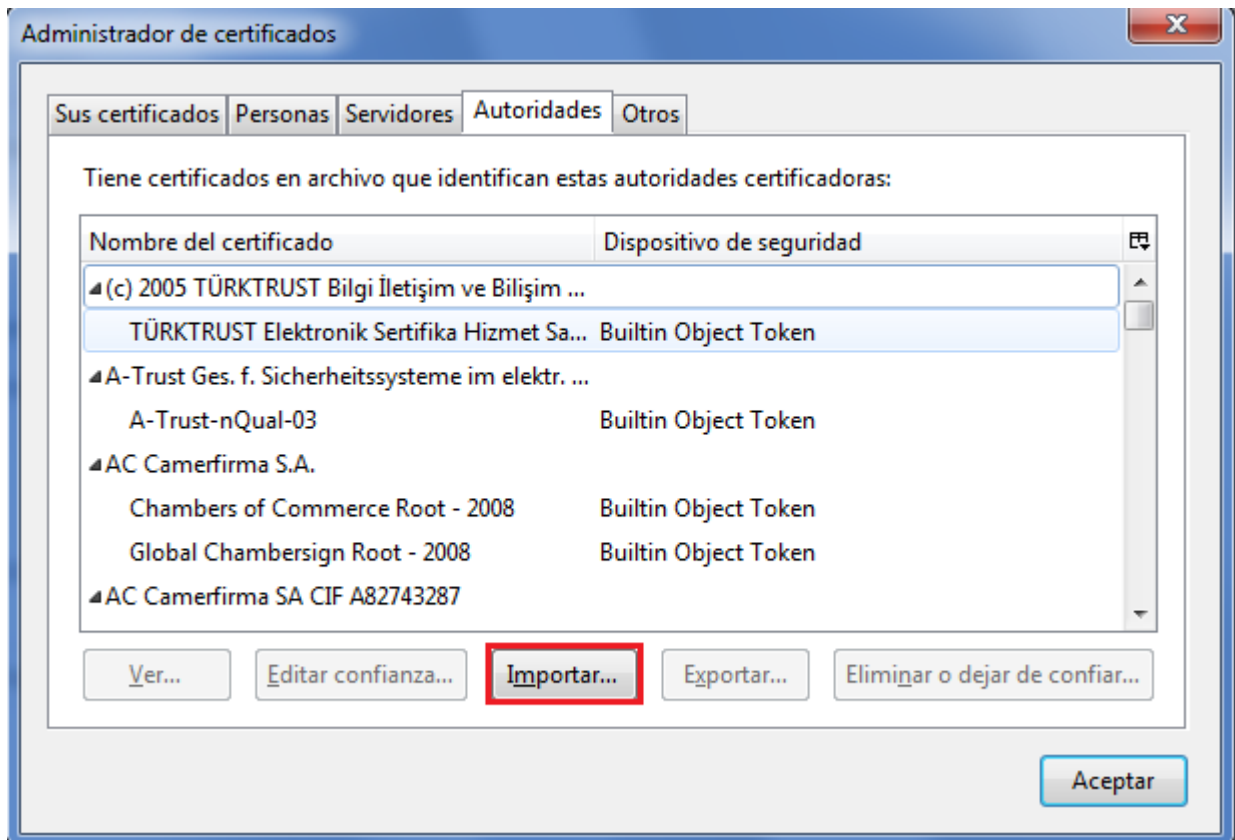 Administrador de certificados
Sus certificados Personas Servidores Autoridades Otros
Tiene certificados en archivo que identifican estas autoridades certificadoras:
Nombre del certificado Dispositivo de seguridad
(c) 2005 TÜRKTRUST Bilgi İletişim ve Bilişim ...
TÜRKTRUST Elektronik Sertifika Hizmet Sa... Builtin Object Token
A-Trust Ges. f. Sicherheitssysteme im elektr. ...
A-Trust-nQual-03 Builtin Object Token
AC Camerfirma S.A.
Chambers of Commerce Root - 2008 Builtin Object Token
Global Chambersign Root - 2008 Builtin Object Token
AC Camerfirma SA CIF A82743287
Ver... Editar confianza... Importar... Exportar... Eliminar o dejar de confiar...
Aceptar